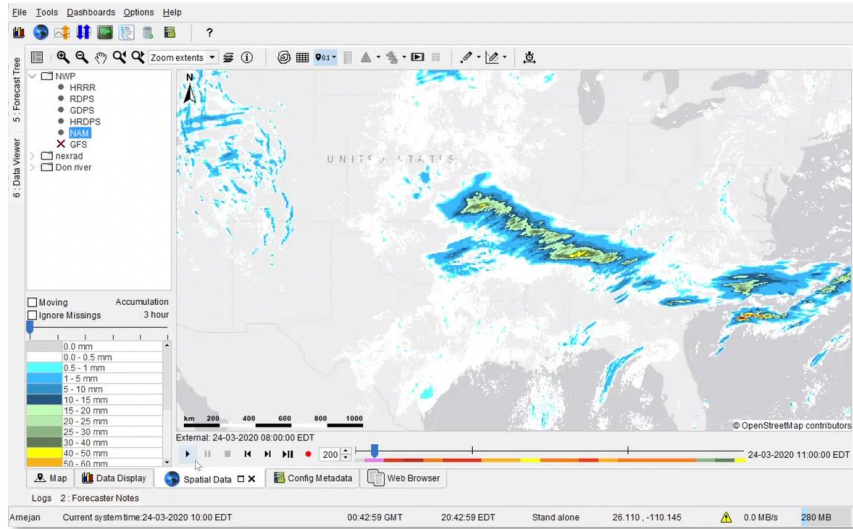 File Tools Dashboards Options Help
?
Zoom extents
01
5 : Forecast Tree
6 : Data Viewer
NWP
HRRR
RDPS
GDPS
HRDPS
NAM
GFS
nexrad
Don river
Moving Accumulation
Ignore Missings 3 hour
0.0 mm
0.0 - 0.5 mm
0.5 - 1 mm
1 - 5 mm
5 - 10 mm
10 - 15 mm
15 - 20 mm
20 - 25 mm
25 - 30 mm
30 - 40 mm
40 - 50 mm
50 - 60 mm
N
UNITED STATES
km 200 400 600 800 1000
© OpenStreetMap contributors
External: 24-03-2020 08:00:00 EDT
200
24-03-2020 11:00:00 EDT
Map Data Display Spatial Data Config Metadata Web Browser
Logs 2 : Forecaster Notes
Arnejan Current system time:24-03-2020 10:00 EDT 00:42:59 GMT 20:42:59 EDT Stand alone 26.110 , -110.145 0.0 MB/s 280 MB